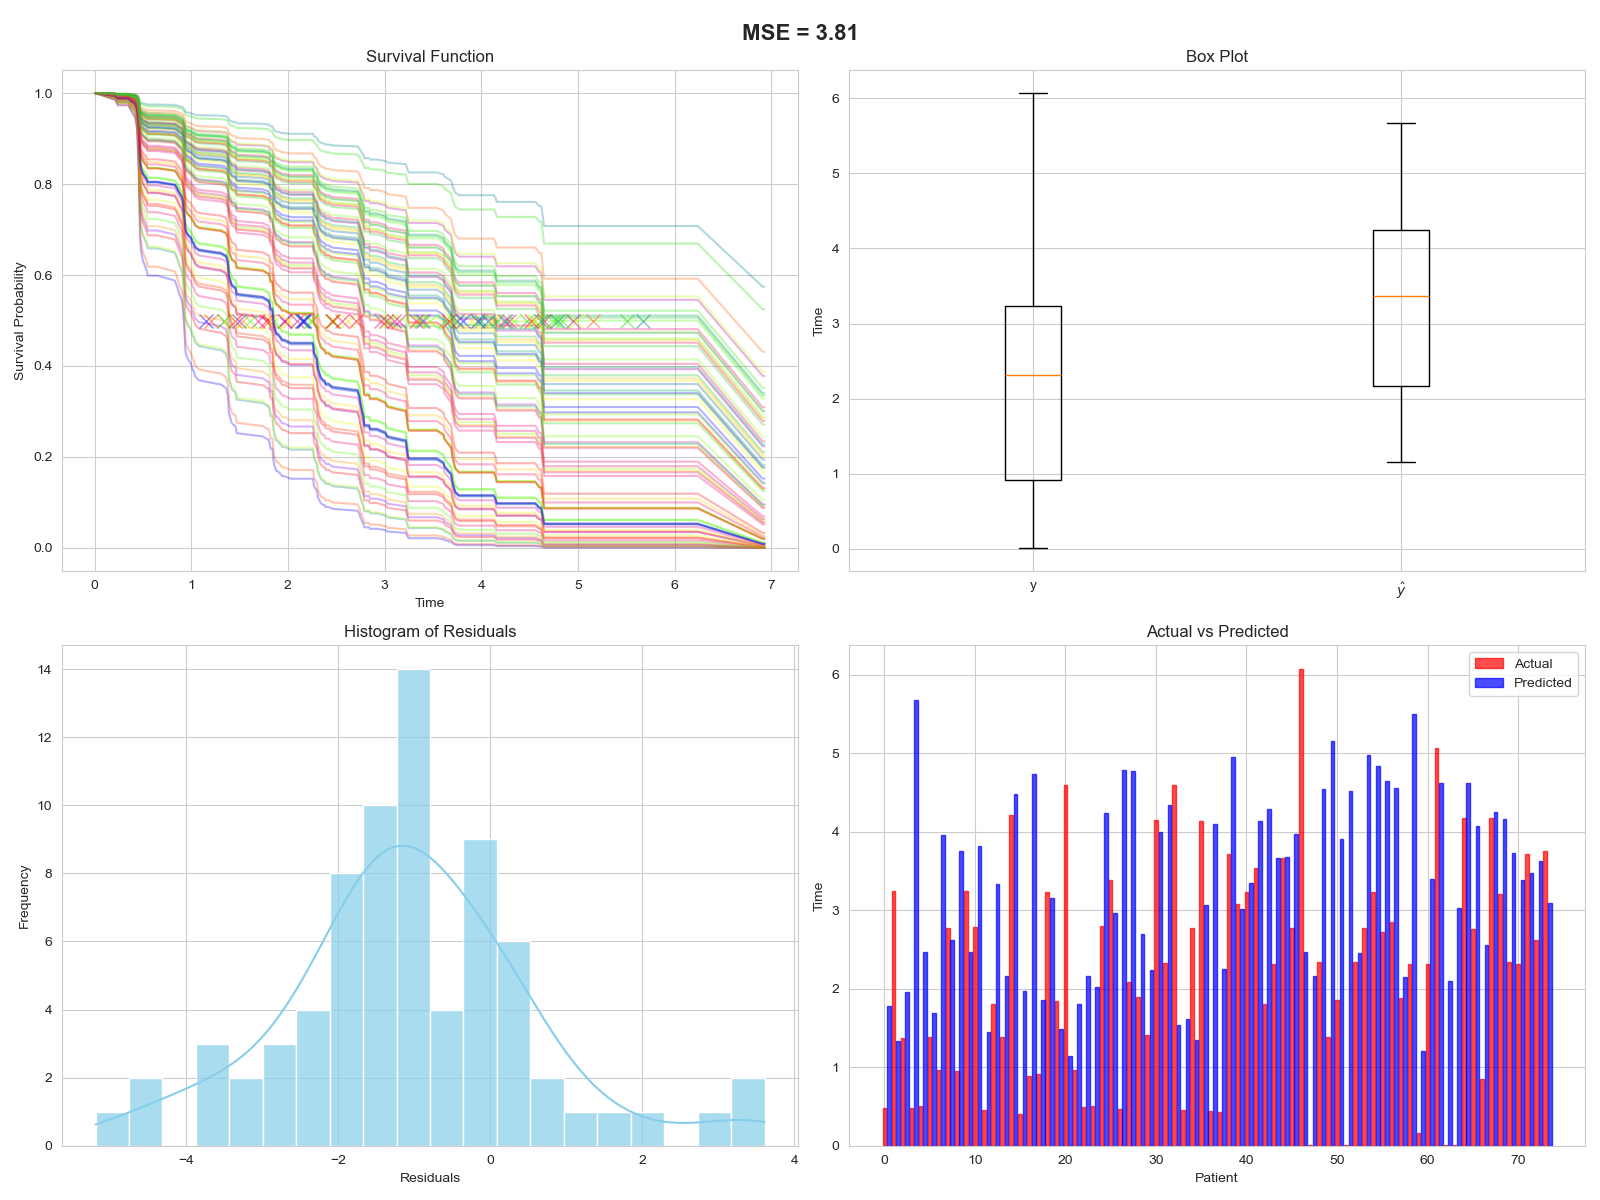 MSE = 3.81
Survival Function
Survival Probability
1.0
0.8
0.6
0.4
0.2
0.0
0 1 2 3 4 5 6 7
Time
Box Plot
Time
6
5
4
3
2
1
0
y ŷ
Histogram of Residuals
Frequency
14
12
10
8
6
4
2
0
−4 −2 0 2 4
Residuals
Actual vs Predicted
Actual
Predicted
Time
6
5
4
3
2
1
0
0 10 20 30 40 50 60 70
Patient